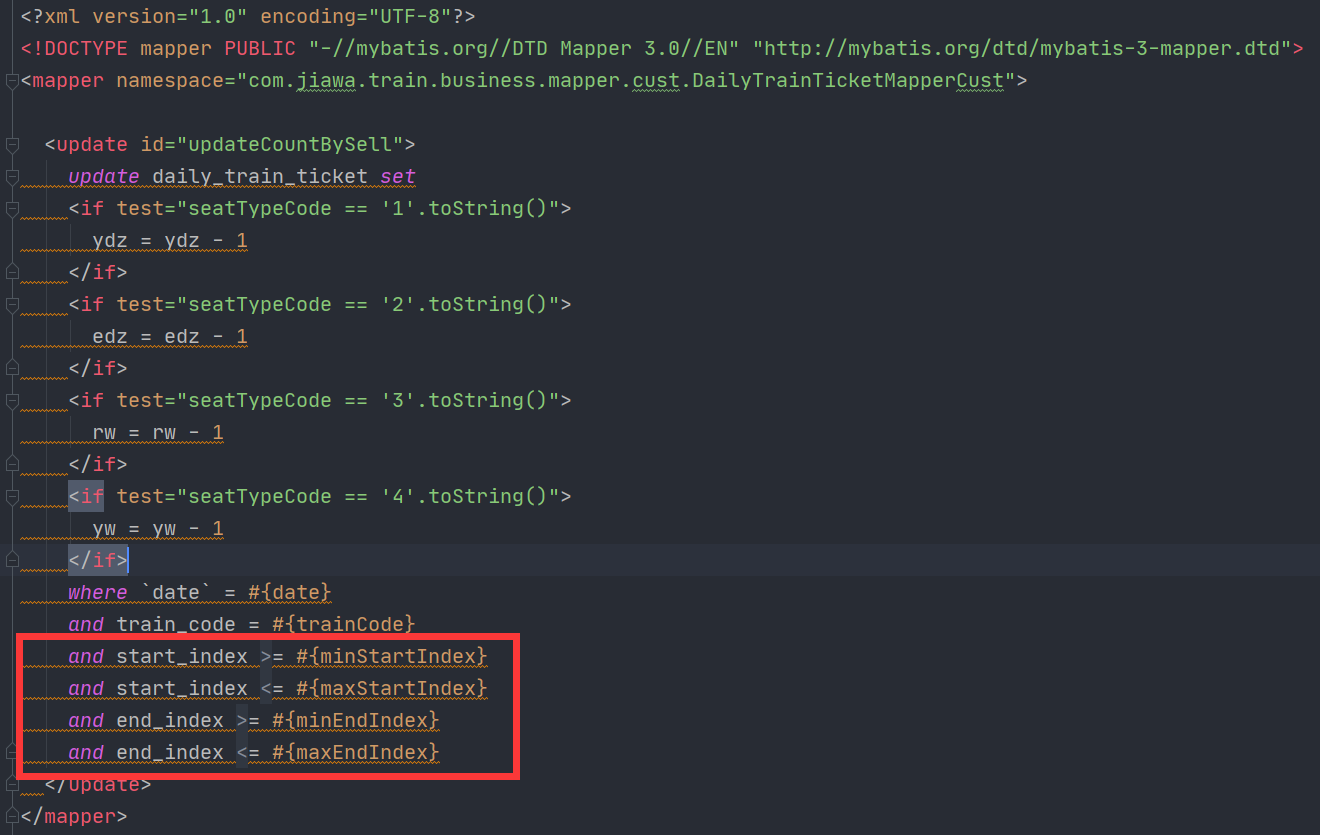 <?xml version="1.0" encoding="UTF-8"?>
<!DOCTYPE mapper PUBLIC "-//mybatis.org//DTD Mapper 3.0//EN" "http://mybatis.org/dtd/mybatis-3-mapper.dtd">
<mapper namespace="com.jiawa.train.business.mapper.cust.DailyTrainTicketMapperCust">
<update id="updateCountBySell">
update daily_train_ticket set
<if test="seatTypeCode == '1'.toString()">
ydz = ydz - 1
</if>
<if test="seatTypeCode == '2'.toString()">
edz = edz - 1
</if>
<if test="seatTypeCode == '3'.toString()">
rw = rw - 1
</if>
<if test="seatTypeCode == '4'.toString()">
yw = yw - 1
</if>
where `date` = #{date}
and train_code = #{trainCode}
and start_index >= #{minStartIndex}
and start_index <= #{maxStartIndex}
and end_index >= #{minEndIndex}
and end_index <= #{maxEndIndex}
</update>
</mapper>